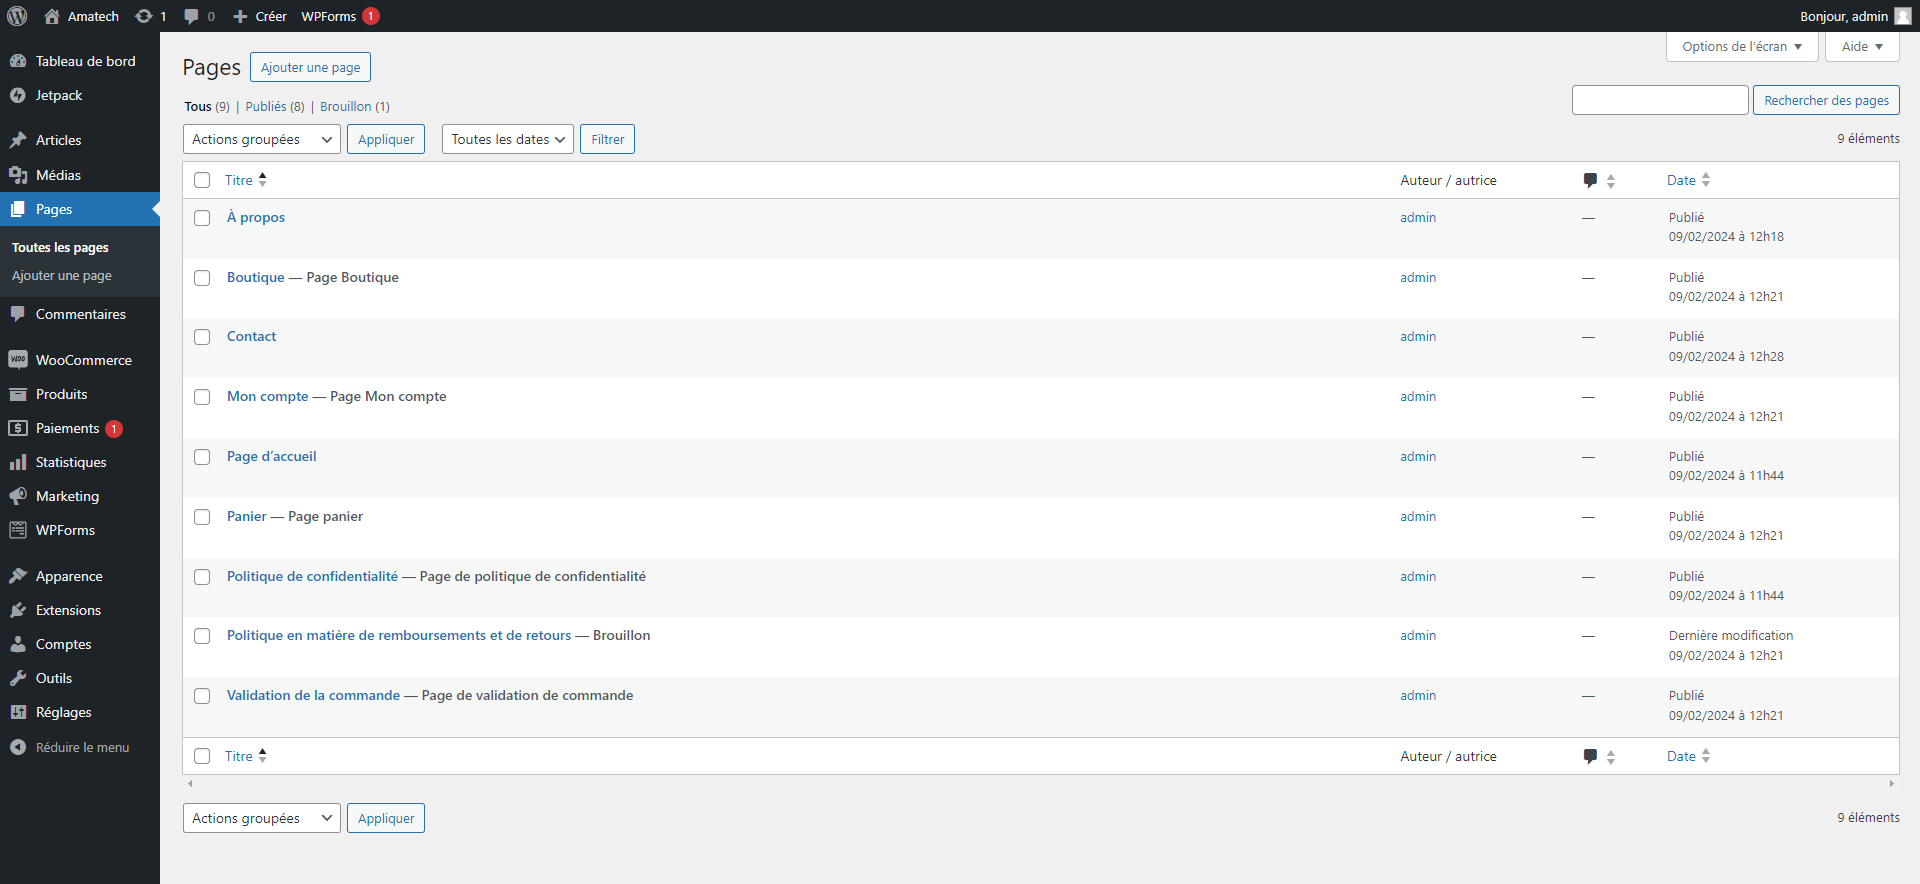 Amatech 1 0 Créer WPForms 1 Bonjour, admin
Options de l'écran Aide
Tableau de bord
Jetpack
Articles
Médias
Pages
Toutes les pages
Ajouter une page
Commentaires
WOO WooCommerce
Produits
Paiements 1
Statistiques
Marketing
WPForms
Apparence
Extensions
Comptes
Outils
Réglages
Réduire le menu
Pages Ajouter une page
Tous (9) | Publiés (8) | Brouillon (1)
Rechercher des pages
Actions groupées Appliquer Toutes les dates Filtrer 9 éléments
Titre Auteur / autrice Date
À propos admin — Publié
09/02/2024 à 12h18
Boutique — Page Boutique admin — Publié
09/02/2024 à 12h21
Contact admin — Publié
09/02/2024 à 12h28
Mon compte — Page Mon compte admin — Publié
09/02/2024 à 12h21
Page d’accueil admin — Publié
09/02/2024 à 11h44
Panier — Page panier admin — Publié
09/02/2024 à 12h21
Politique de confidentialité — Page de politique de confidentialité admin — Publié
09/02/2024 à 11h44
Politique en matière de remboursements et de retours — Brouillon admin — Dernière modification
09/02/2024 à 12h21
Validation de la commande — Page de validation de commande admin — Publié
09/02/2024 à 12h21
Titre Auteur / autrice Date
Actions groupées Appliquer 9 éléments